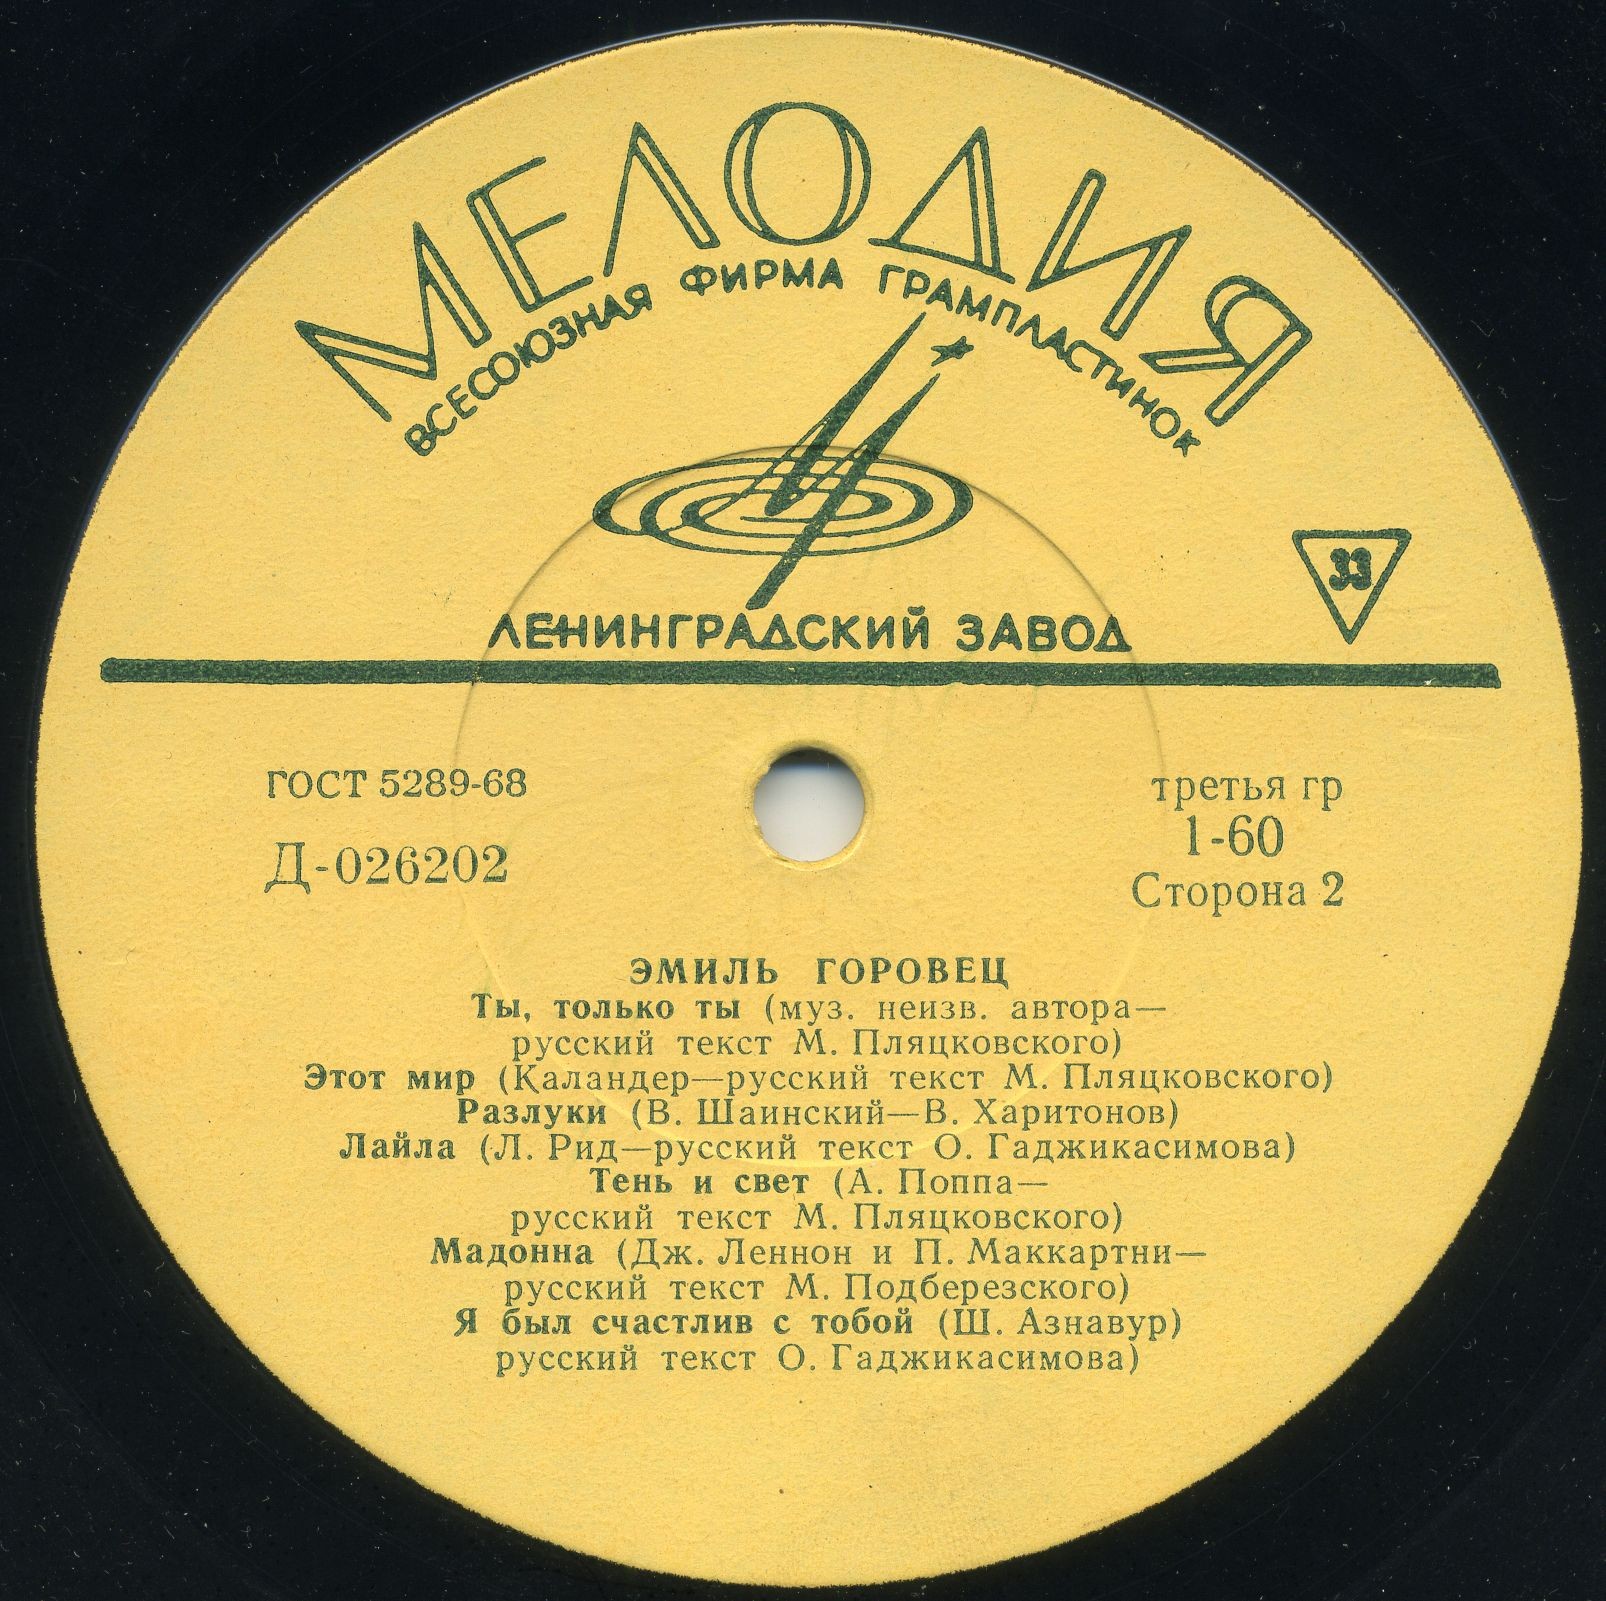 МЕЛОДИЯ
ВСЕСОЮЗНАЯ ФИРМА ГРАМПЛАСТИНОК
33
ЛЕНИНГРАДСКИЙ ЗАВОД
ГОСТ 5289-68
третья гр
1-60
Д-026202
Сторона 2
ЭМИЛЬ ГОРОВЕЦ
Ты, только ты (муз. неизв. автора—
русский текст М. Пляцковского)
Этот мир (Каландер—русский текст М. Пляцковского)
Разлуки (В. Шаинский—В. Харитонов)
Лайла (Л. Рид—русский текст О. Гаджикасимова)
Тень и свет (А. Поппа—
русский текст М. Пляцковского)
Мадонна (Дж. Леннон и П. Маккартни—
русский текст М. Подберезского)
Я был счастлив с тобой (Ш. Азнавур)
русский текст О. Гаджикасимова)